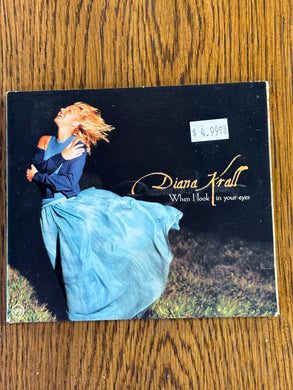 $ 4.99
Diana Krall
When I look in your eyes